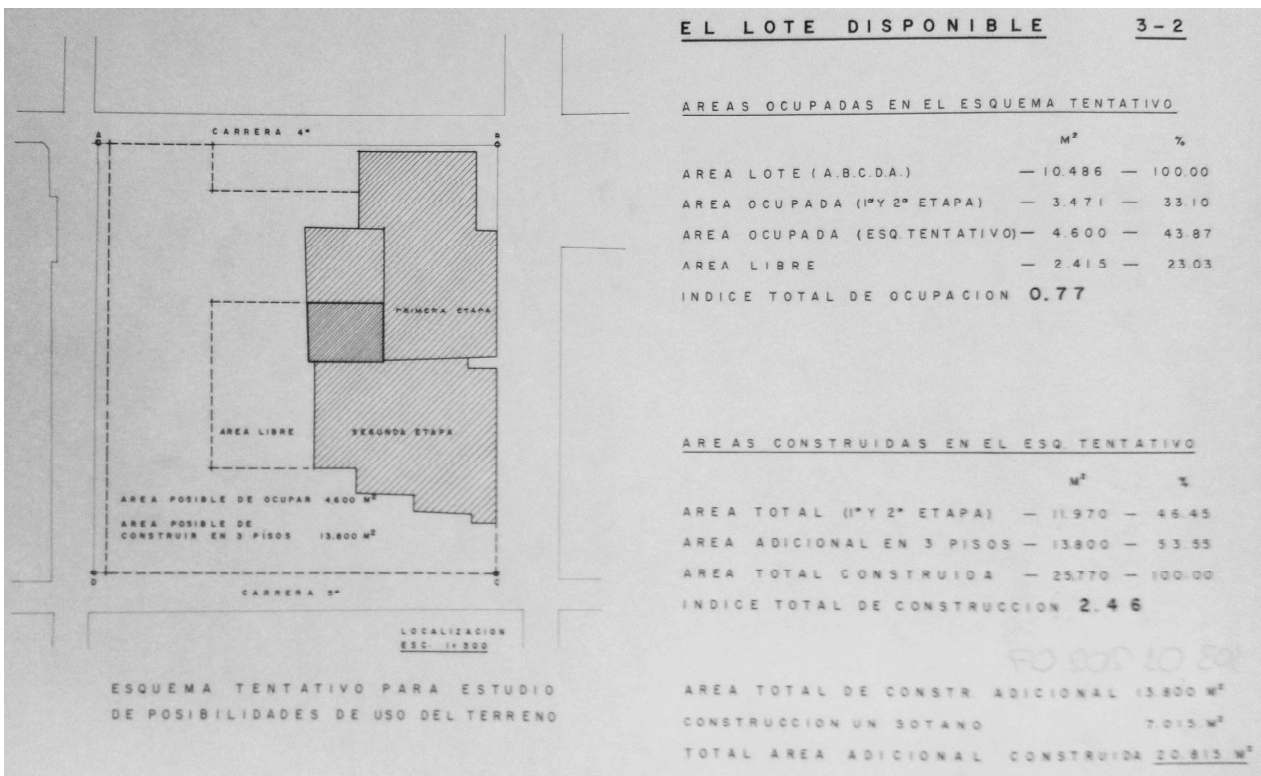 EL LOTE DISPONIBLE 3-2
AREAS OCUPADAS EN EL ESQUEMA TENTATIVO
M² %
AREA LOTE (A.B.C.D.A.) — 10.486 — 100.00
AREA OCUPADA (1ª Y 2ª ETAPA) — 3.471 — 33.10
AREA OCUPADA (ESQ. TENTATIVO) — 4.600 — 43.87
AREA LIBRE — 2.415 — 23.03
INDICE TOTAL DE OCUPACION 0.77
AREAS CONSTRUIDAS EN EL ESQ. TENTATIVO
M² %
AREA TOTAL (1ª Y 2ª ETAPA) — 11.970 — 46.45
AREA ADICIONAL EN 3 PISOS — 13.800 — 53.55
AREA TOTAL CONSTRUIDA — 25.770 — 100.00
INDICE TOTAL DE CONSTRUCCION 2.46
AREA TOTAL DE CONSTR. ADICIONAL 13.800 M²
CONSTRUCCION UN SOTANO 7.015 M²
TOTAL AREA ADICIONAL CONSTRUIDA 20.815 M²
CARRERA 4ª
A
PRIMERA ETAPA
AREA LIBRE
SEGUNDA ETAPA
AREA POSIBLE DE OCUPAR 4.600 M²
AREA POSIBLE DE
CONSTRUIR EN 3 PISOS 13.800 M²
D
C
CARRERA 5ª
LOCALIZACION
ESC. 1=500
ESQUEMA TENTATIVO PARA ESTUDIO
DE POSIBILIDADES DE USO DEL TERRENO